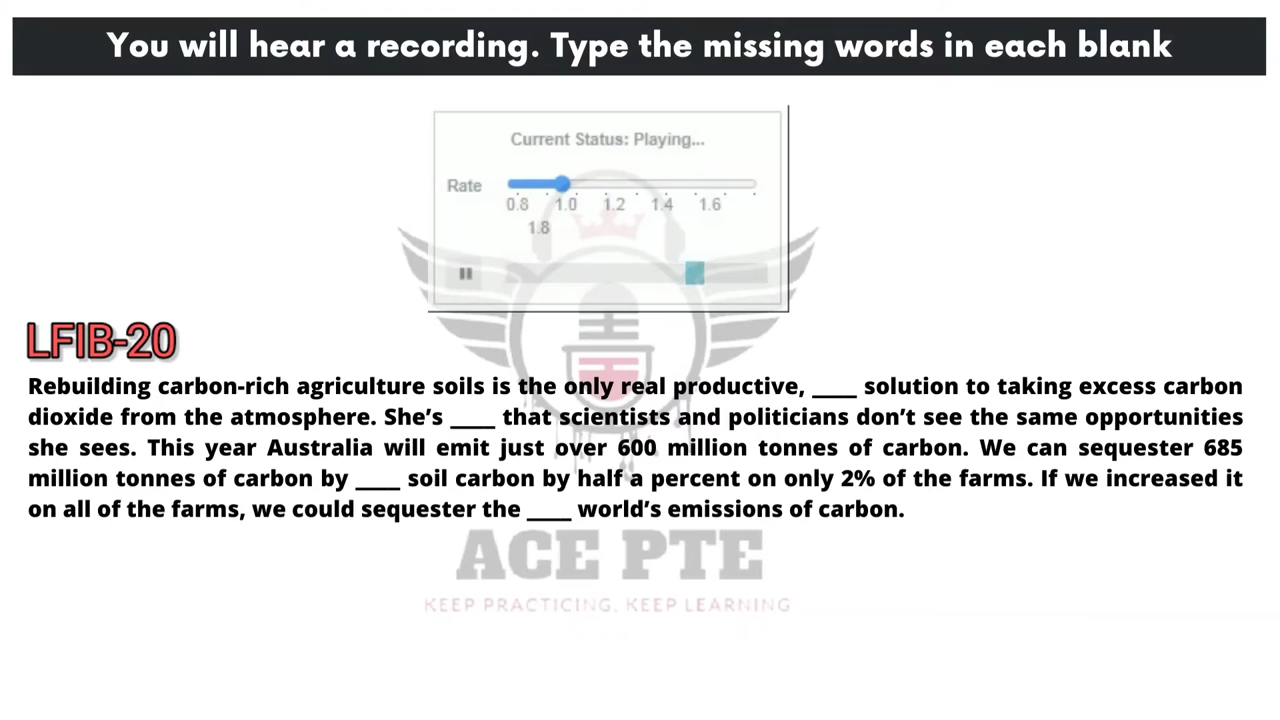 You will hear a recording. Type the missing words in each blank
Current Status: Playing...
Rate
0.8 1.0 1.2 1.4 1.6
1.8
LFIB-20
Rebuilding carbon-rich agriculture soils is the only real productive, ____ solution to taking excess carbon
dioxide from the atmosphere. She’s ____ that scientists and politicians don’t see the same opportunities
she sees. This year Australia will emit just over 600 million tonnes of carbon. We can sequester 685
million tonnes of carbon by ____ soil carbon by half a percent on only 2% of the farms. If we increased it
on all of the farms, we could sequester the ____ world’s emissions of carbon.
ACE PTE
KEEP PRACTICING, KEEP LEARNING